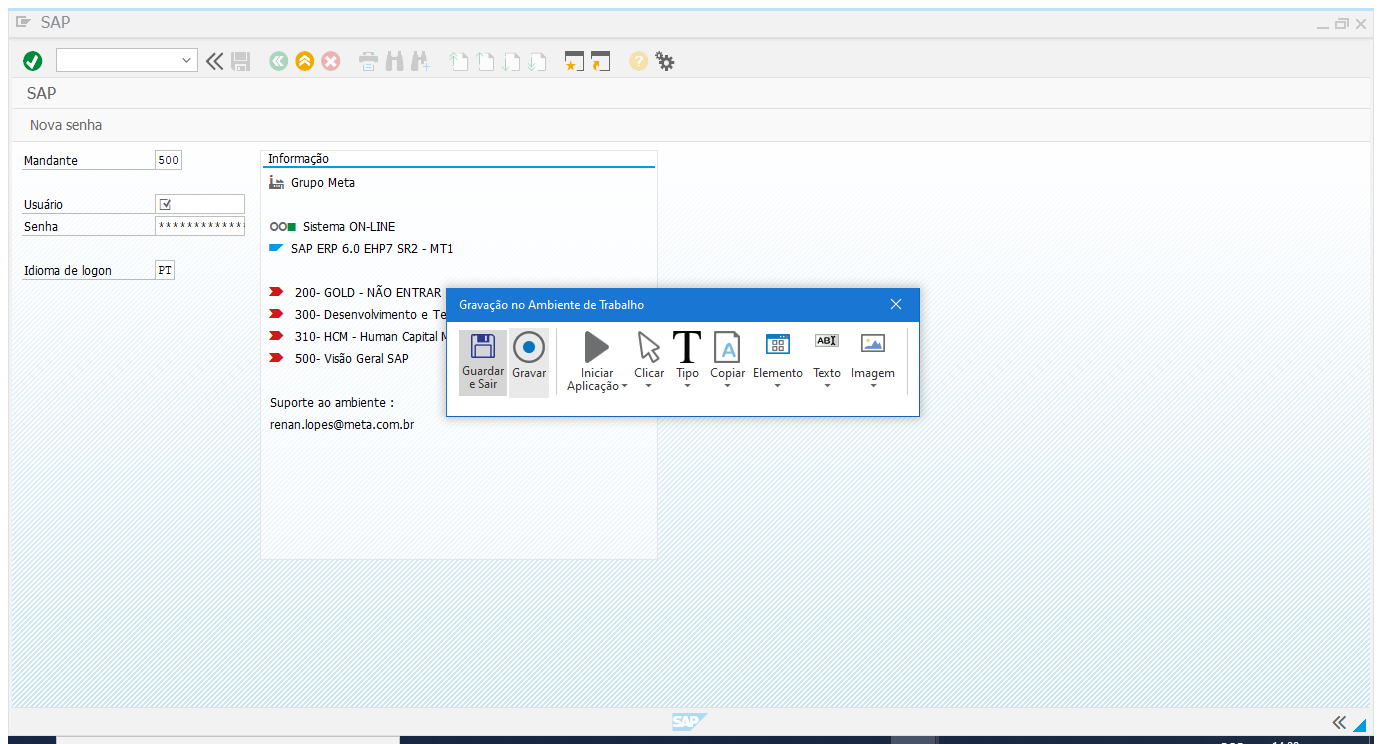 SAP
SAP
Nova senha
Mandante 500
Usuário
Senha *************
Idioma de logon PT
Informação
Grupo Meta
Sistema ON-LINE
SAP ERP 6.0 EHP7 SR2 - MT1
200- GOLD - NÃO ENTRAR
300- Desenvolvimento e Te
310- HCM - Human Capital M
500- Visão Geral SAP
Suporte ao ambiente :
renan.lopes@meta.com.br
Gravação no Ambiente de Trabalho
Guardar e Sair
Gravar
Iniciar Aplicação
Clicar
T
Tipo
A
Copiar
Elemento
ABI
Texto
Imagem
SAP